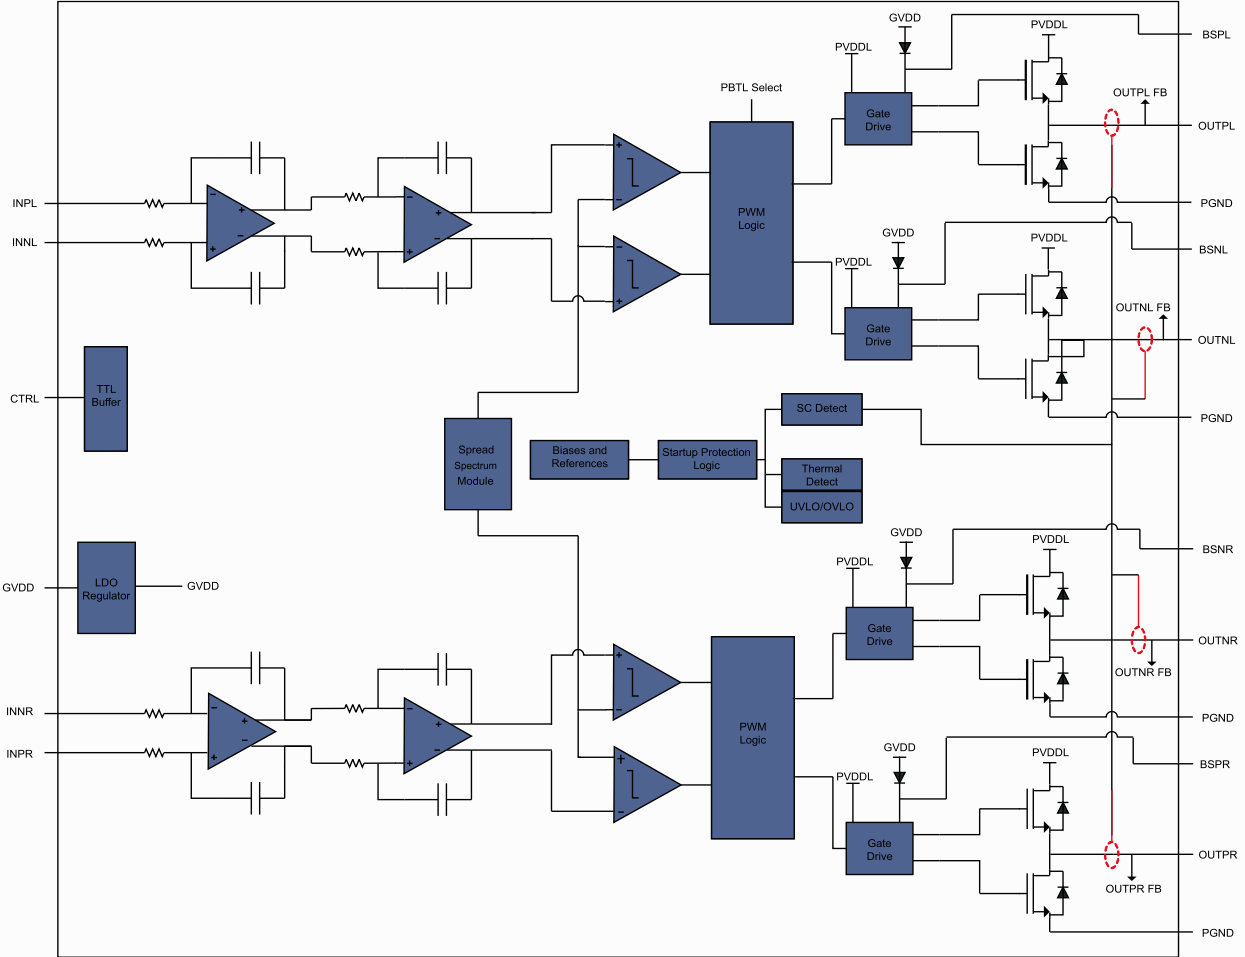 GVDD
PVDDL
BSPL
PVDDL
PBTL Select
OUTPL FB
Gate
Drive
OUTPL
INPL
INNL
PWM
Logic
PGND
GVDD
PVDDL
BSNL
PVDDL
OUTNL FB
Gate
Drive
OUTNL
CTRL
TTL
Buffer
SC Detect
PGND
Spread
Spectrum
Module
Biases and
References
Startup Protection
Logic
Thermal
Detect
UVLO/OVLO
GVDD
PVDDL
PVDDL
BSNR
GVDD
LDO
Regulator
GVDD
Gate
Drive
OUTNR
OUTNR FB
INNR
INPR
PWM
Logic
PGND
GVDD
PVDDL
PVDDL
BSPR
Gate
Drive
OUTPR
OUTPR FB
PGND